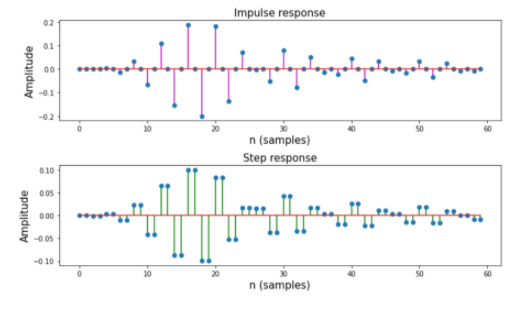 Impulse response
0.2
0.1
0.0
−0.1
−0.2
Amplitude
0 10 20 30 40 50 60
n (samples)
Step response
0.10
0.05
0.00
−0.05
−0.10
Amplitude
0 10 20 30 40 50 60
n (samples)